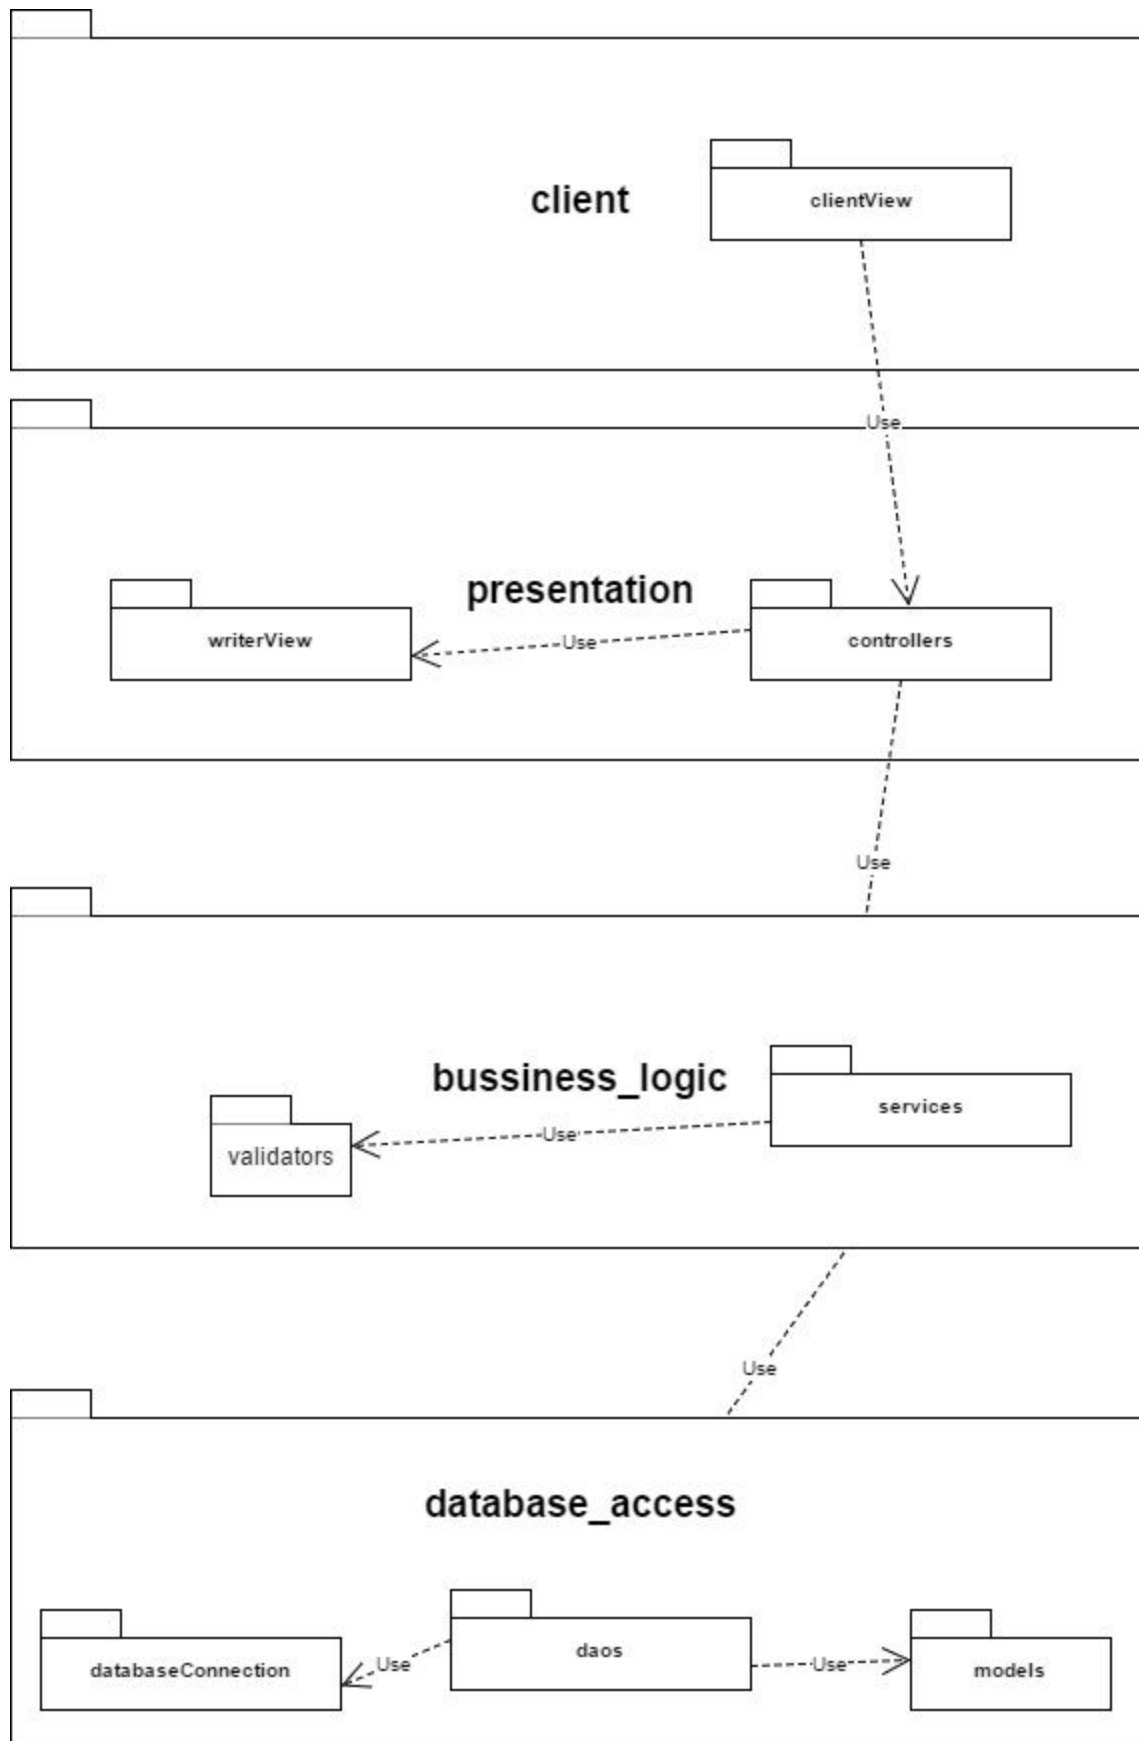 client
clientView
Use
presentation
writerView
Use
controllers
Use
bussiness_logic
services
validators
Use
Use
database_access
databaseConnection
Use
daos
Use
models